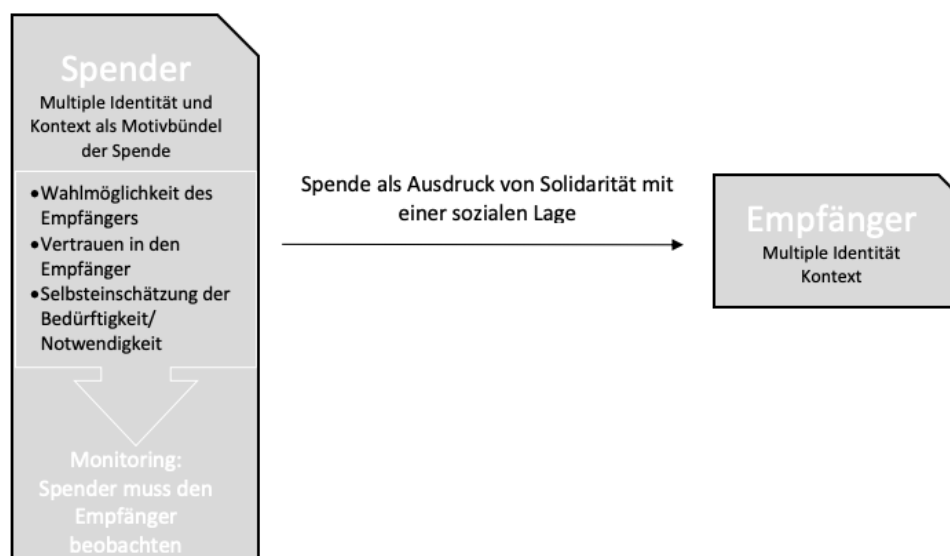 Spender
Multiple Identität und
Kontext als Motivbündel
der Spende
•Wahlmöglichkeit des
Empfängers
•Vertrauen in den
Empfänger
•Selbsteinschätzung der
Bedürftigkeit/
Notwendigkeit
Monitoring:
Spender muss den
Empfänger
beobachten
Spende als Ausdruck von Solidarität mit
einer sozialen Lage
Empfänger
Multiple Identität
Kontext